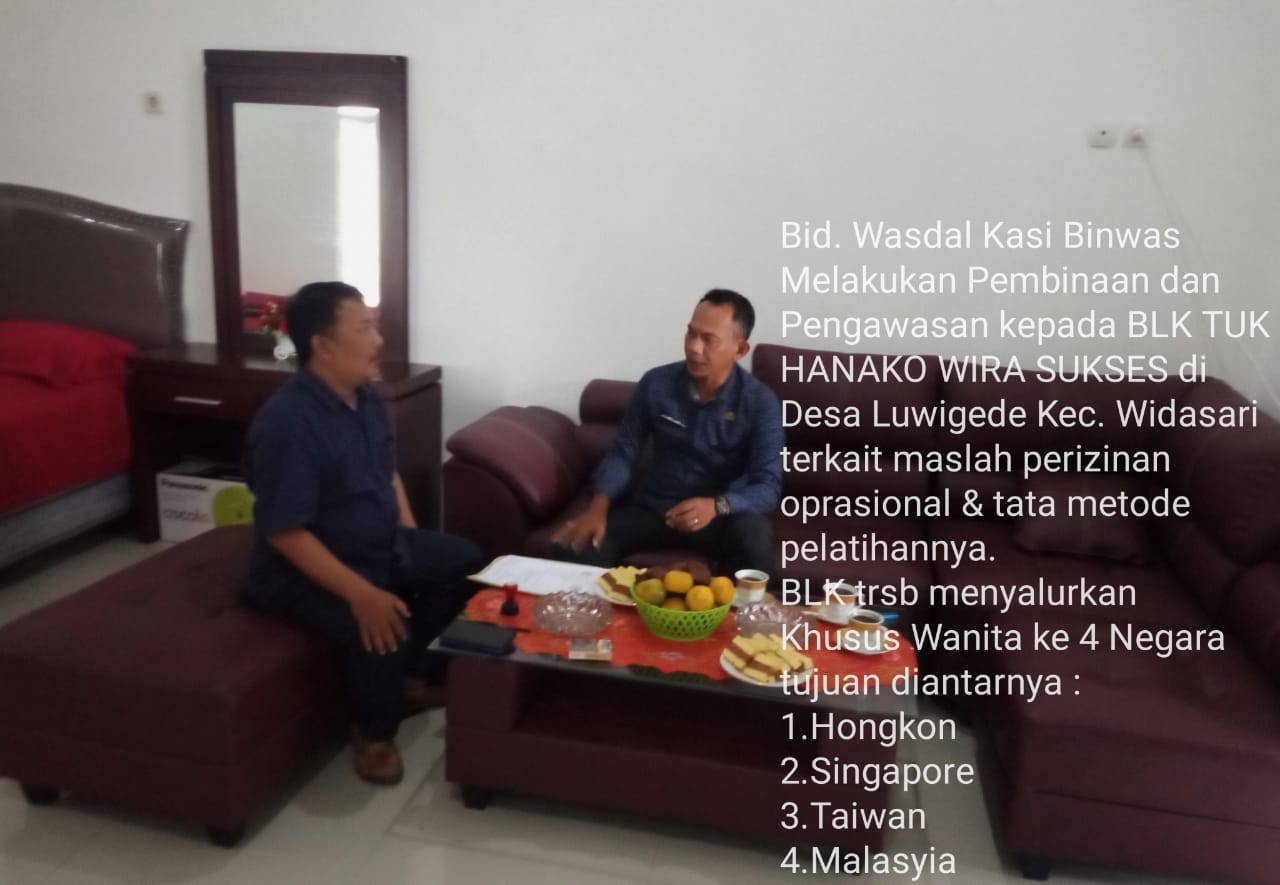 Bid. Wasdal Kasi Binwas
Melakukan Pembinaan dan
Pengawasan kepada BLK TUK
HANAKO WIRA SUKSES di
Desa Luwigede Kec. Widasari
terkait maslah perizinan
oprasional & tata metode
pelatihannya.
BLK trsb menyalurkan
Khusus Wanita ke 4 Negara
tujuan diantarnya :
1.Hongkon
2.Singapore
3.Taiwan
4.Malasyia
Panasonic